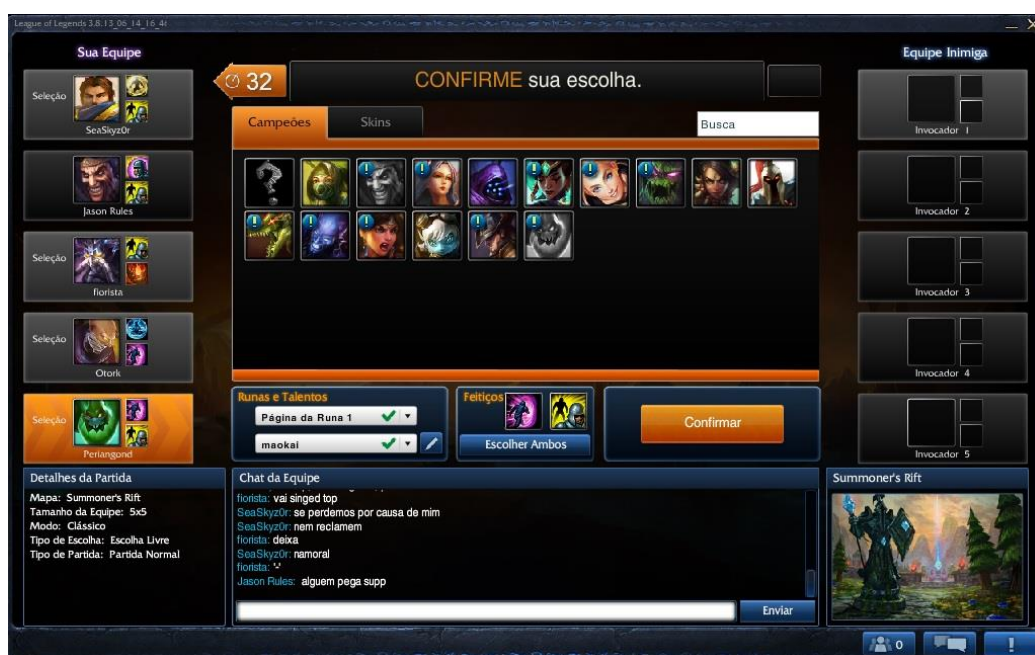 League of Legends 3.8.13_06_14_16_4
Sua Equipe
Equipe Inimiga
32
CONFIRME sua escolha.
Campeões
Skins
Busca
Seleção
SeaSkyz0r
Jason Rules
Seleção
fiorista
Seleção
Otork
Seleção
Periangond
Invocador 1
Invocador 2
Invocador 3
Invocador 4
Invocador 5
Runas e Talentos
Página da Runa 1
maokai
Feitiços
Escolher Ambos
Confirmar
Detalhes da Partida
Mapa: Summoner's Rift
Tamanho da Equipe: 5x5
Modo: Clássico
Tipo de Escolha: Escolha Livre
Tipo de Partida: Partida Normal
Chat da Equipe
fiorista: vai singed top
SeaSkyz0r: se perdemos por causa de mim
SeaSkyz0r: nem reclamem
fiorista: deixa
SeaSkyz0r: namoral
fiorista: '-'
Jason Rules: alguem pega supp
Enviar
Summoner's Rift
0